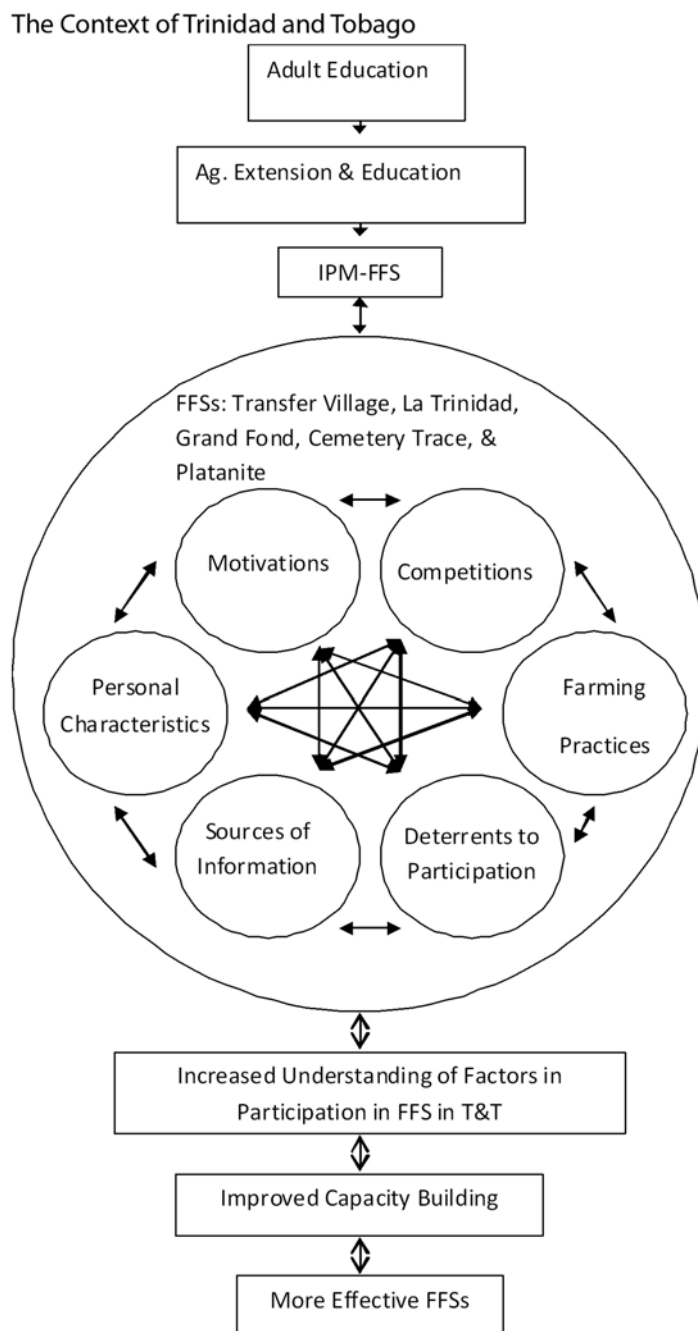 The Context of Trinidad and Tobago
Adult Education
Ag. Extension & Education
IPM-FFS
FFSs: Transfer Village, La Trinidad,
Grand Fond, Cemetery Trace, &
Platanite
Motivations
Competitions
Personal
Characteristics
Farming
Practices
Sources of
Information
Deterrents to
Participation
Increased Understanding of Factors in
Participation in FFS in T&T
Improved Capacity Building
More Effective FFSs